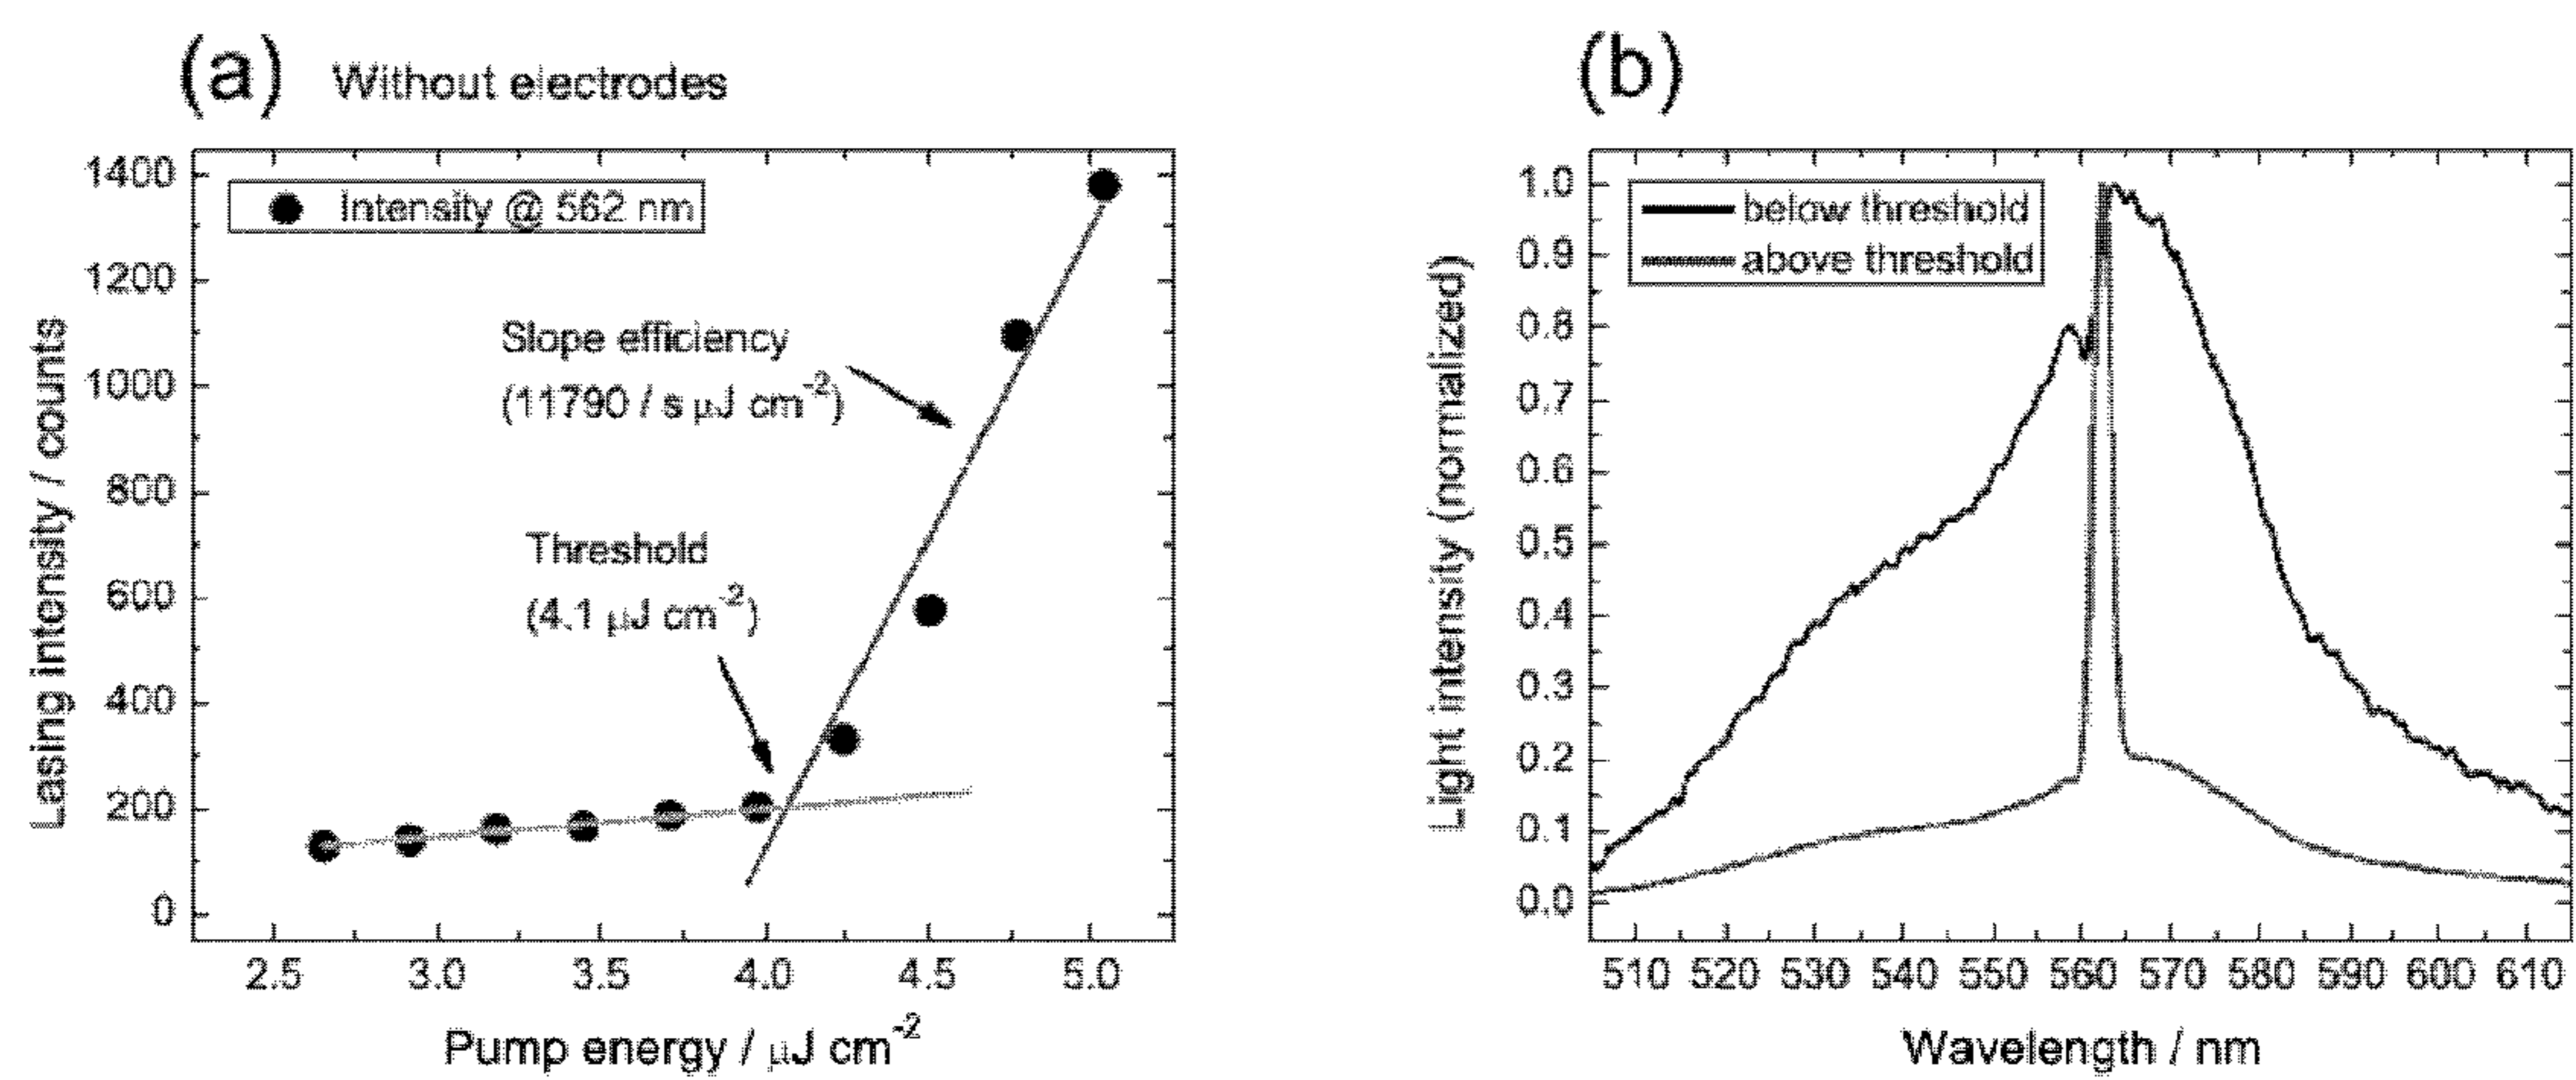 (a) Without electrodes
1400
1200
1000
800
600
400
200
0
Lasing intensity / counts
Intensity @ 562 nm
Slope efficiency
(11790 / s μJ cm⁻²)
Threshold
(4.1 μJ cm⁻²)
2.5 3.0 3.5 4.0 4.5 5.0
Pump energy / μJ cm⁻²
(b)
1.0
0.9
0.8
0.7
0.6
0.5
0.4
0.3
0.2
0.1
0.0
Light intensity (normalized)
below threshold
above threshold
510 520 530 540 550 560 570 580 590 600 610
Wavelength / nm